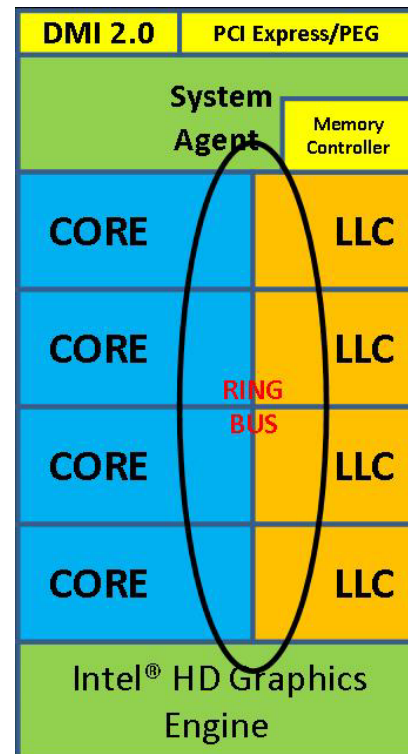 DMI 2.0
PCI Express/PEG
System
Agent
Memory
Controller
CORE
LLC
CORE
LLC
RING
BUS
CORE
LLC
CORE
LLC
Intel® HD Graphics
Engine